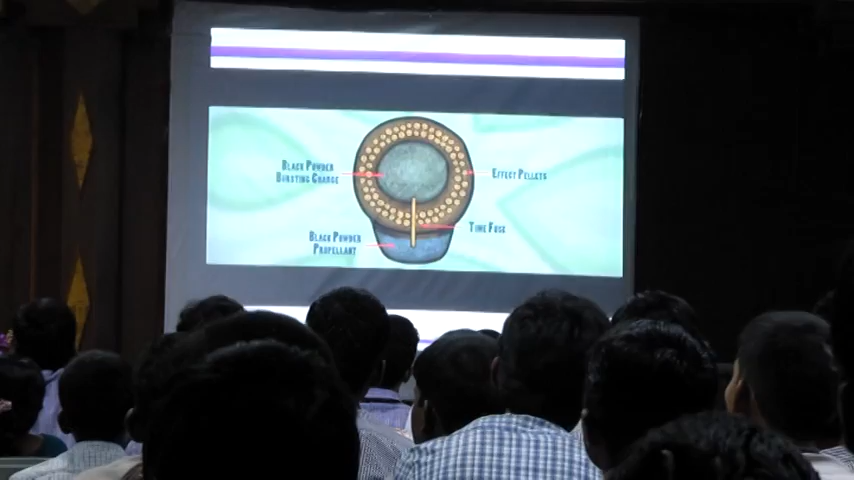 Black Powder
Bursting Charge
Effect Pellets
Time Fuse
Black Powder
Propellant